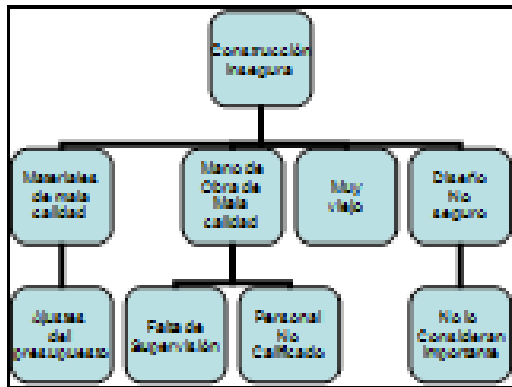 Construcción
Insegura
Materiales
de mala
calidad
Mano de
Obra de
Mala
calidad
Muy
viejo
Diseño
No
seguro
Ajustes
del
presupuesto
Falta de
Supervisión
Personal
No
Calificado
No lo
Consideran
Importante